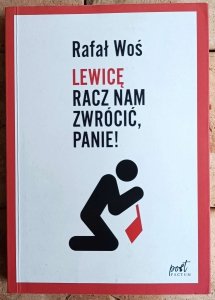 Rafał Woś
LEWICĘ
RACZ NAM
ZWRÓCIĆ,
PANIE!
post
FACTUM